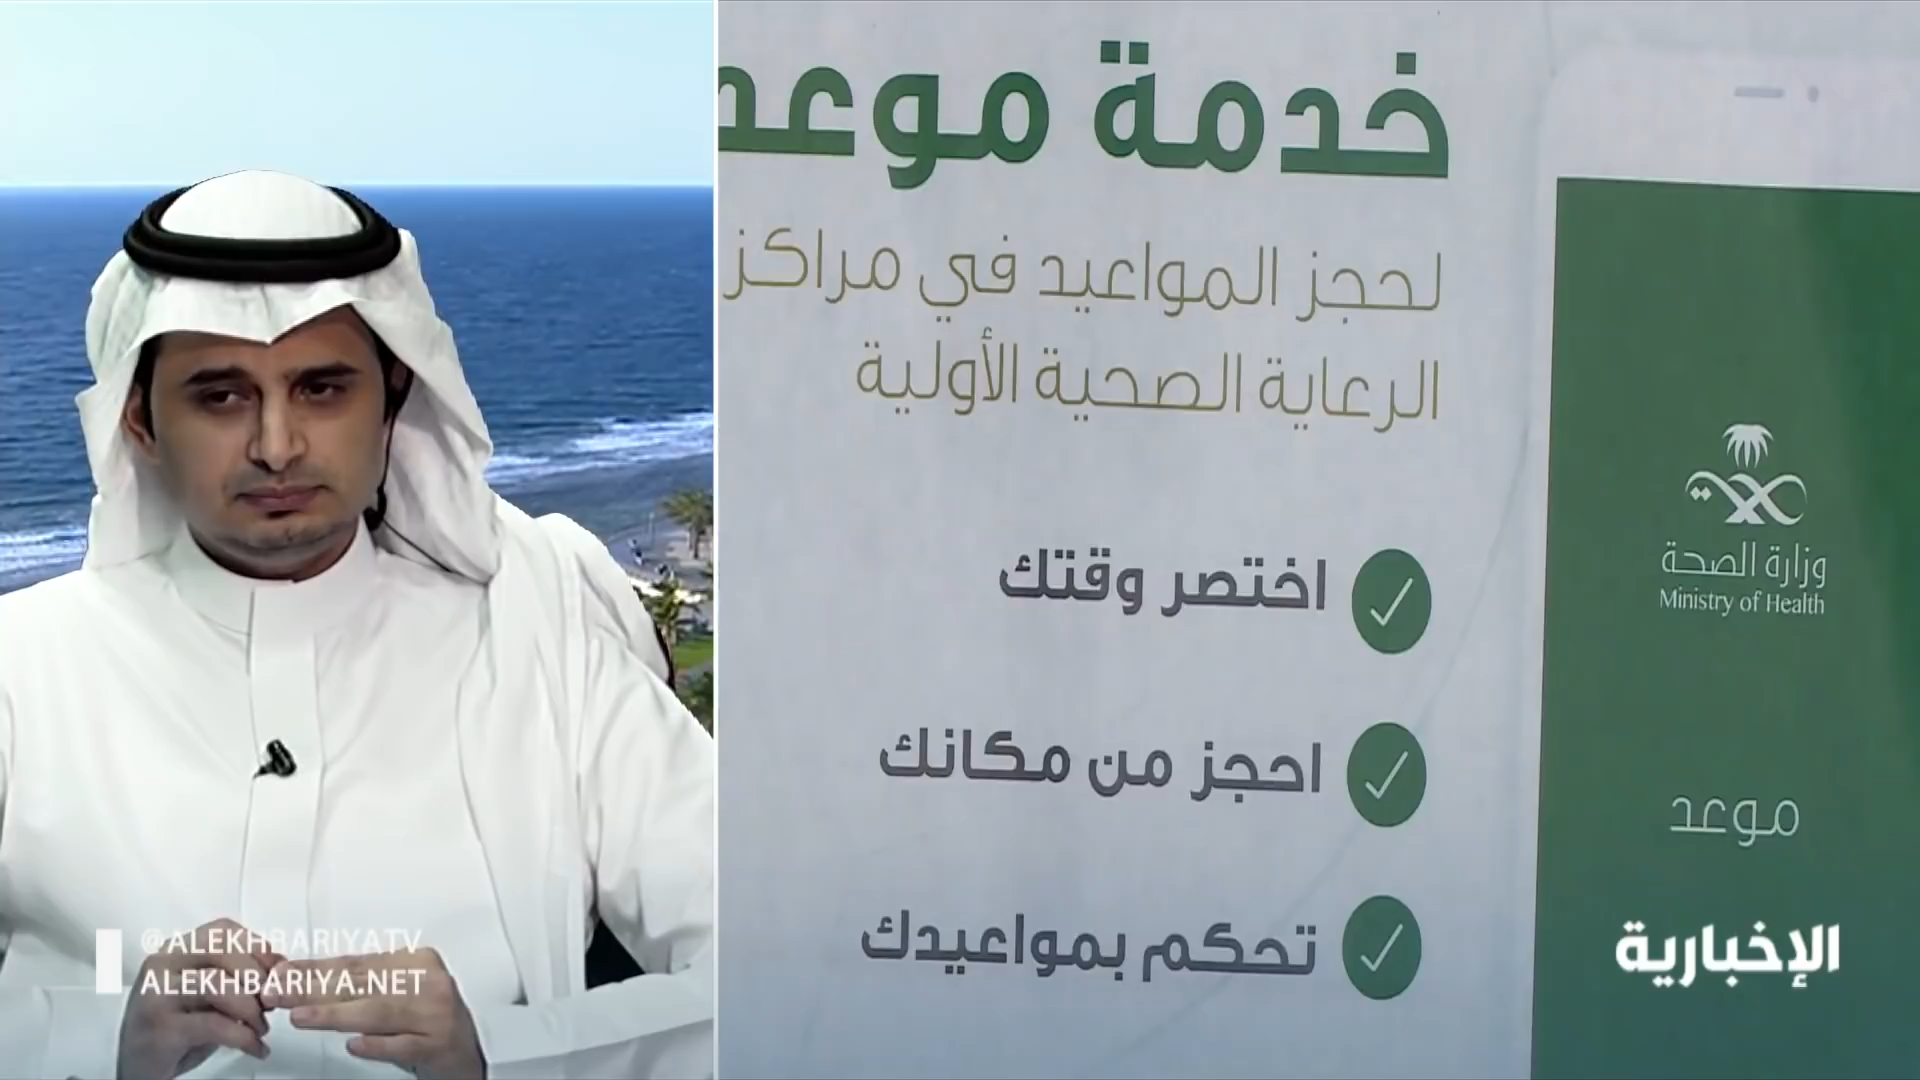 خدمة موعد
لحجز المواعيد في مراكز
الرعاية الصحية الأولية
اختصر وقتك
احجز من مكانك
تحكم بمواعيدك
وزارة الصحة
Ministry of Health
موعد
الإخبارية
@ALEKHBARIYATV
ALEKHBARIYA.NET